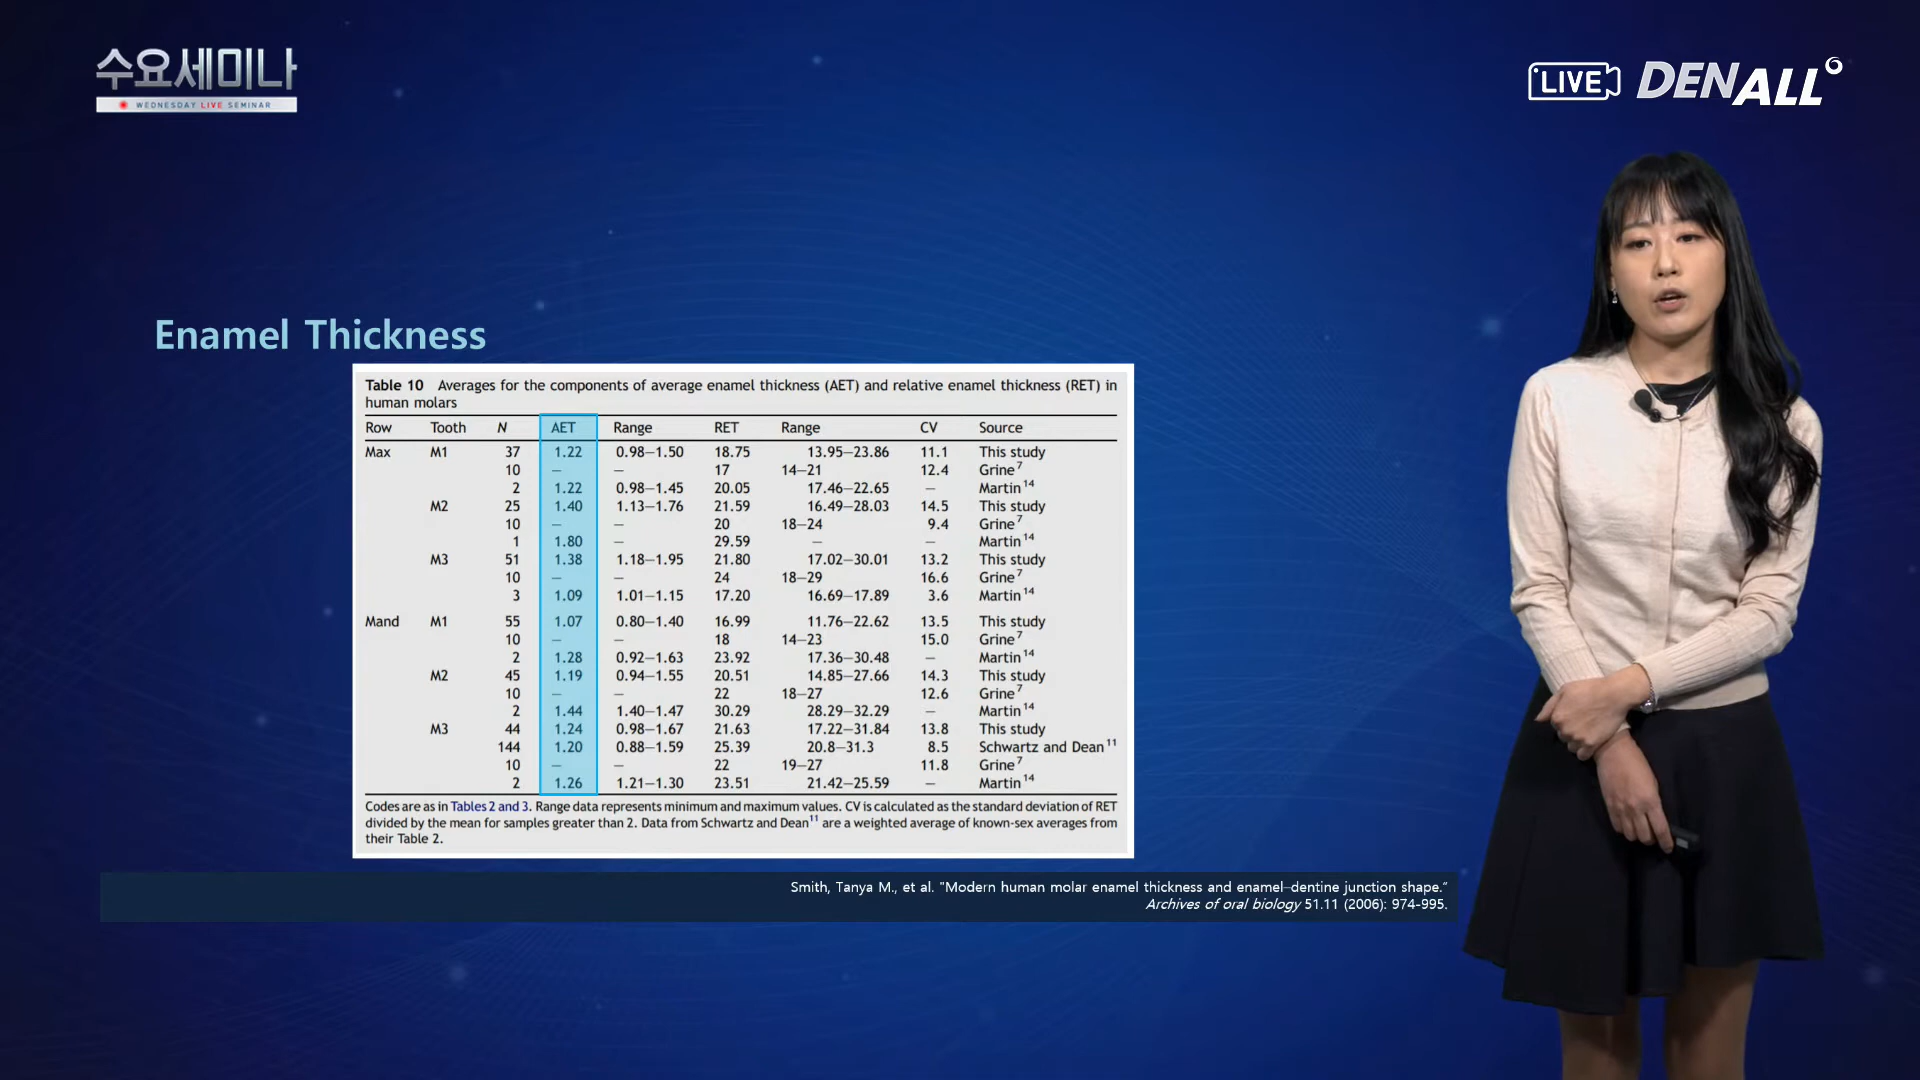 수요세미나
WEDNESDAY LIVE SEMINAR
LIVE DENALL
Enamel Thickness
Table 10 Averages for the components of average enamel thickness (AET) and relative enamel thickness (RET) in
human molars
Row Tooth N AET Range RET Range CV Source
Max M1 37 1.22 0.98–1.50 18.75 13.95–23.86 11.1 This study
10 – – 17 14–21 12.4 Grine7
2 1.22 0.98–1.45 20.05 17.46–22.65 – Martin14
M2 25 1.40 1.13–1.76 21.59 16.49–28.03 14.5 This study
10 – – 20 18–24 9.4 Grine7
1 1.80 29.59 – – Martin14
M3 51 1.38 1.18–1.95 21.80 17.02–30.01 13.2 This study
10 – – 24 18–29 16.6 Grine7
3 1.09 1.01–1.15 17.20 16.69–17.89 3.6 Martin14
Mand M1 55 1.07 0.80–1.40 16.99 11.76–22.62 13.5 This study
10 – – 18 14–23 15.0 Grine7
2 1.28 0.92–1.63 23.92 17.36–30.48 – Martin14
M2 45 1.19 0.94–1.55 20.51 14.85–27.66 14.3 This study
10 – – 22 18–27 12.6 Grine7
2 1.44 1.40–1.47 30.29 28.29–32.29 – Martin14
M3 44 1.24 0.98–1.67 21.63 17.22–31.84 13.8 This study
144 1.20 0.88–1.59 25.39 20.8–31.3 8.5 Schwartz and Dean11
10 – – 22 19–27 11.8 Grine7
2 1.26 1.21–1.30 23.51 21.42–25.59 – Martin14
Codes are as in Tables 2 and 3. Range data represents minimum and maximum values. CV is calculated as the standard deviation of RET
divided by the mean for samples greater than 2. Data from Schwartz and Dean11 are a weighted average of known-sex averages from
their Table 2.
Smith, Tanya M., et al. "Modern human molar enamel thickness and enamel–dentine junction shape."
Archives of oral biology 51.11 (2006): 974-995.